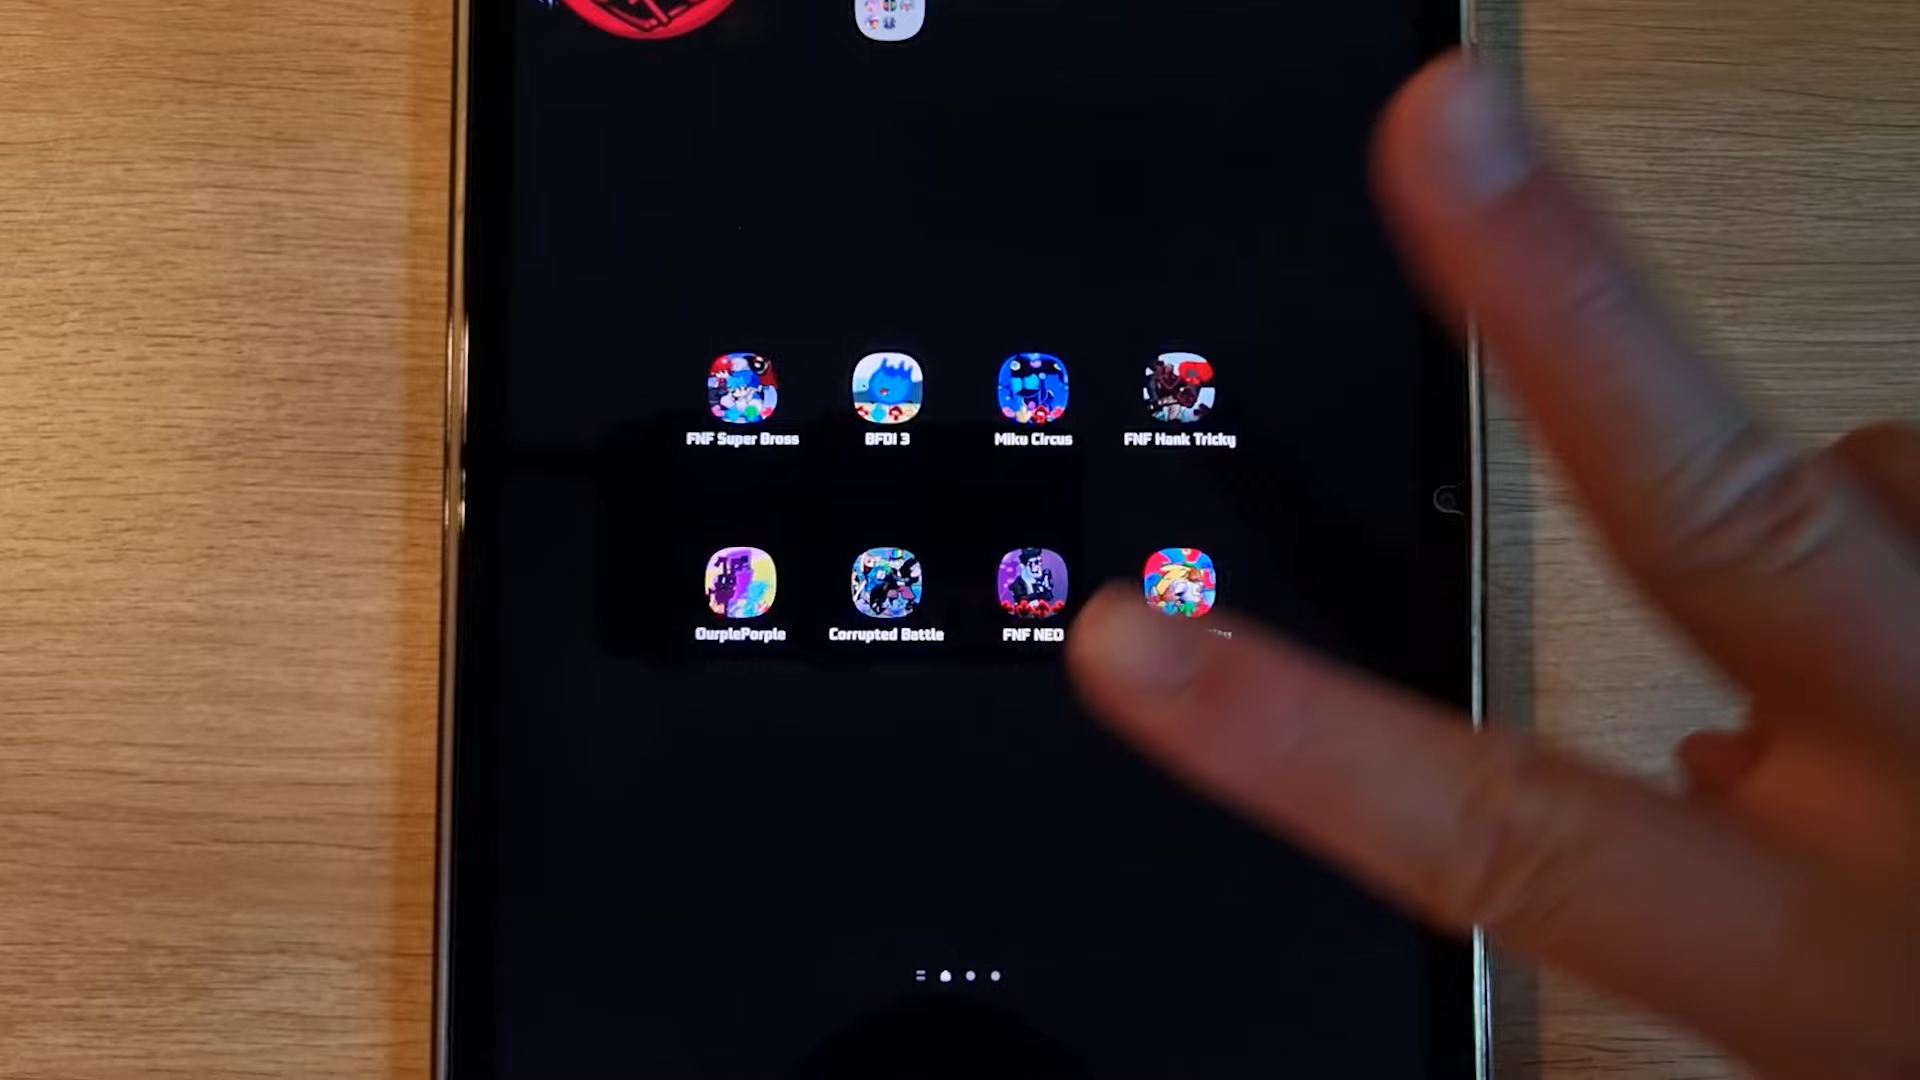 FNF Super Bross
BFDI 3
Miku Circus
FNF Hank Tricky
OurplePorple
Corrupted Battle
FNF NEO